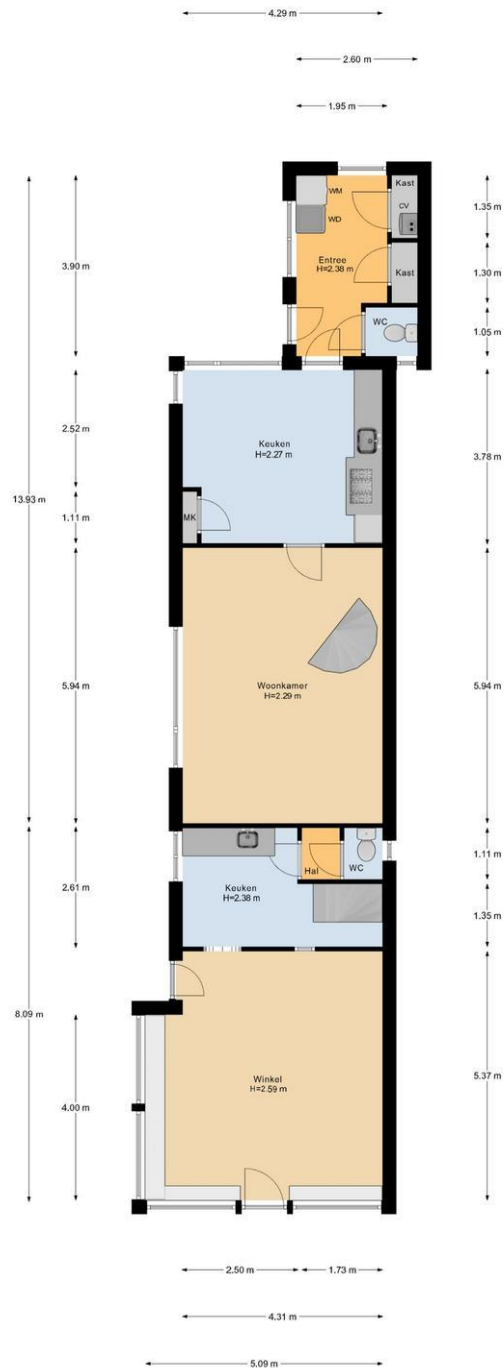 4.29 m
2.60 m
1.95 m
Kast
WM
CV
1.35 m
WD
3.90 m
Entree
H=2.38 m
Kast
1.30 m
WC
1.05 m
2.52 m
Keuken
H=2.27 m
3.78 m
13.93 m
1.11 m
MK
5.94 m
Woonkamer
H=2.29 m
5.94 m
1.11 m
Hal
WC
2.61 m
Keuken
H=2.38 m
1.35 m
8.09 m
5.37 m
Winkel
H=2.59 m
4.00 m
2.50 m
1.73 m
4.31 m
5.09 m